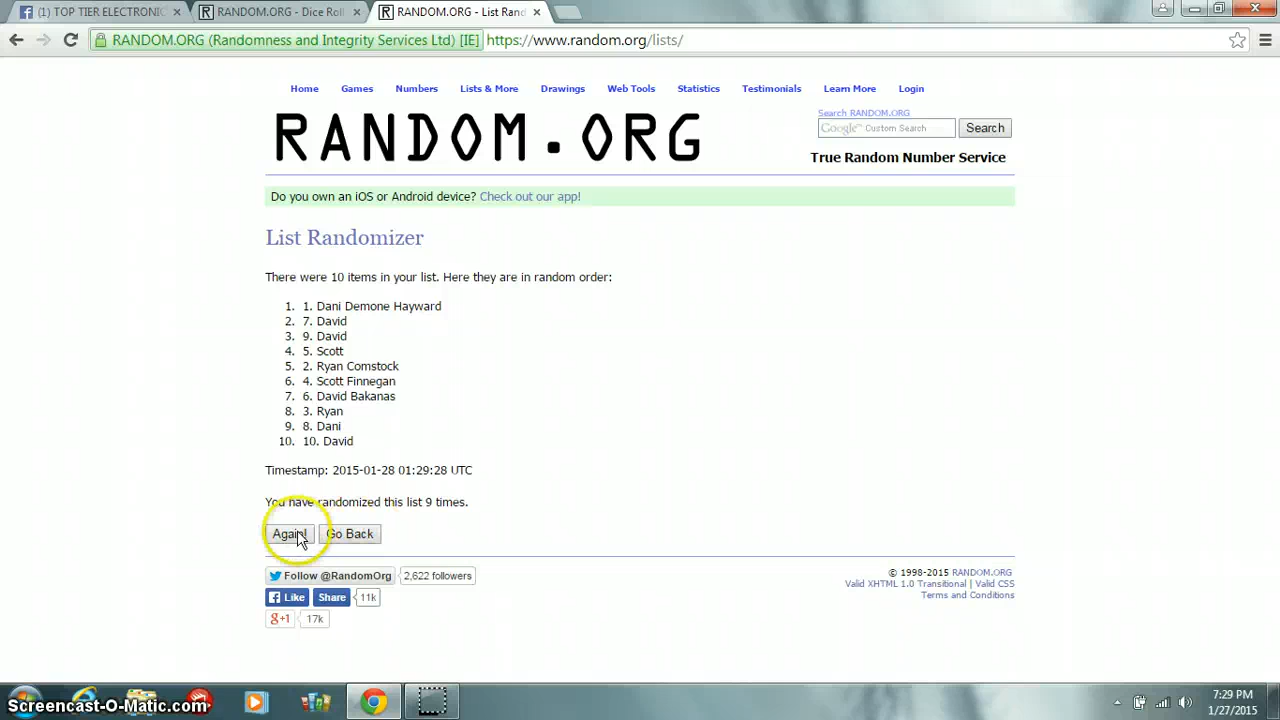 (1) TOP TIER ELECTRONIC
RANDOM.ORG - Dice Roll
RANDOM.ORG - List Rand
RANDOM.ORG (Randomness and Integrity Services Ltd) [IE]
https://www.random.org/lists/
Home Games Numbers Lists & More Drawings Web Tools Statistics Testimonials Learn More Login
RANDOM.ORG
Search RANDOM.ORG
Google™ Custom Search
Search
True Random Number Service
Do you own an iOS or Android device? Check out our app!
List Randomizer
There were 10 items in your list. Here they are in random order:
1. 1. Dani Demone Hayward
2. 7. David
3. 9. David
4. 5. Scott
5. 2. Ryan Comstock
6. 4. Scott Finnegan
7. 6. David Bakanas
8. 3. Ryan
9. 8. Dani
10. 10. David
Timestamp: 2015-01-28 01:29:28 UTC
You have randomized this list 9 times.
Again! Go Back
Follow @RandomOrg 2,622 followers
Like Share 11k
g+1 17k
© 1998-2015 RANDOM.ORG
Valid XHTML 1.0 Transitional | Valid CSS
Terms and Conditions
Screencast-O-Matic.com
7:29 PM
1/27/2015